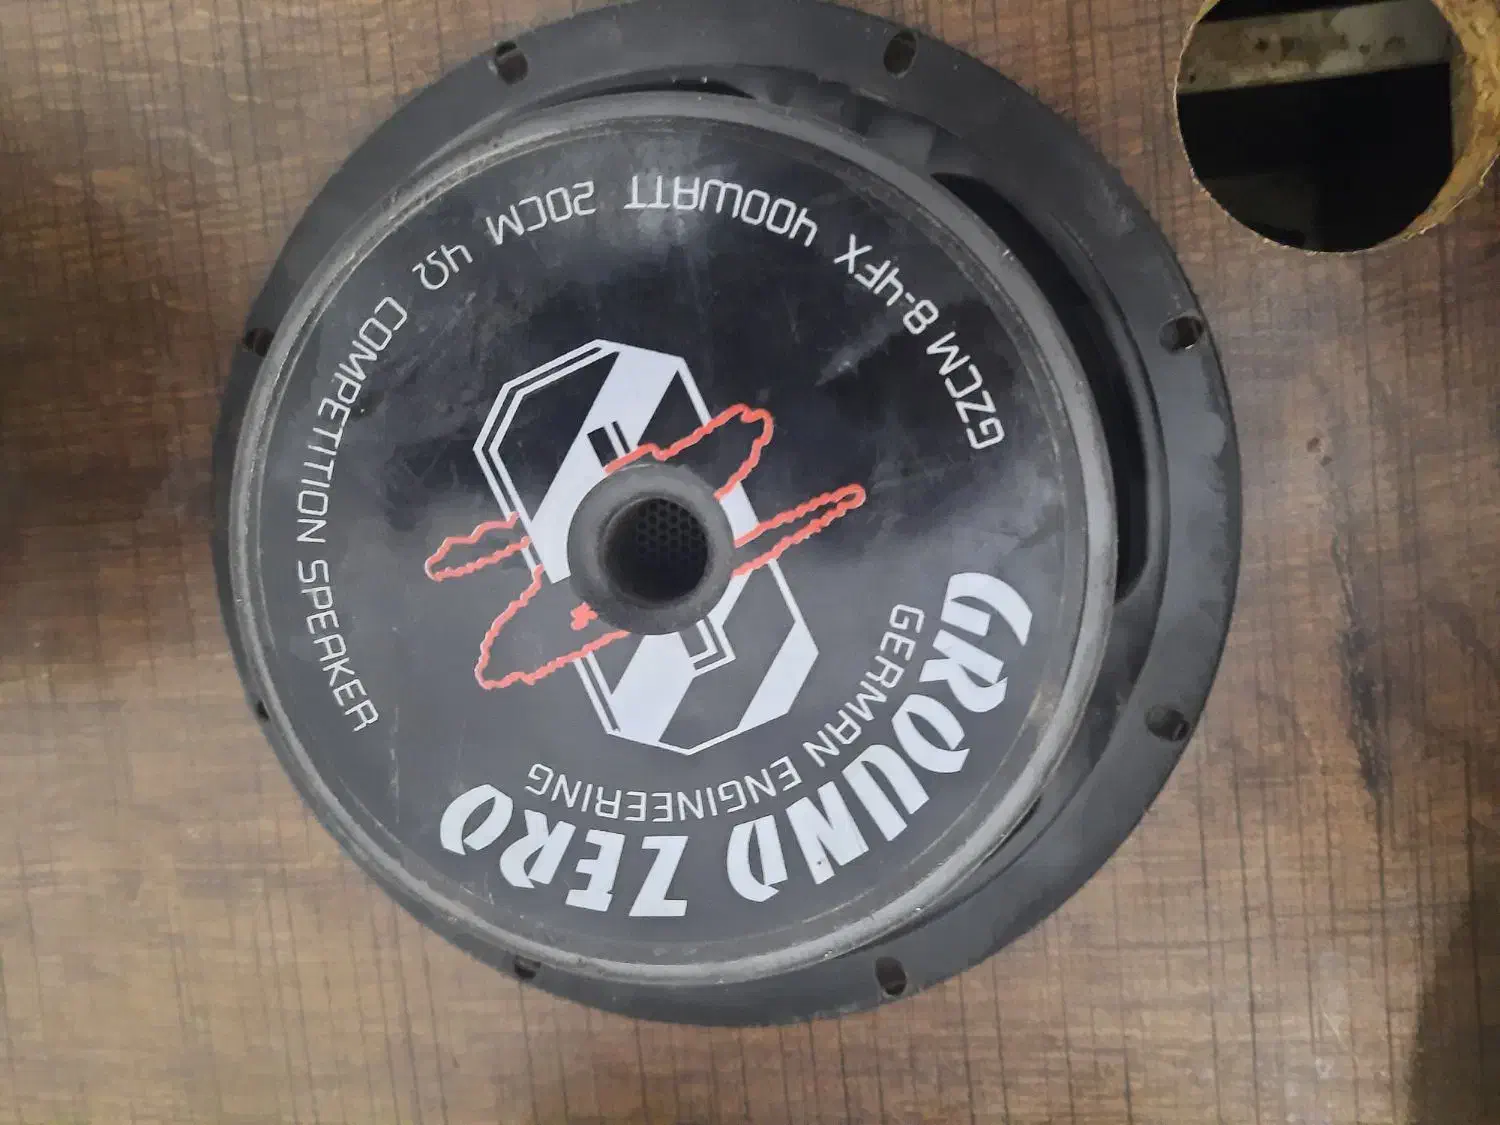 GROUND ZERO
GERMAN ENGINEERING
GZCM 8-4FX 400WATT 20CM 4Ω COMPETITION SPEAKER